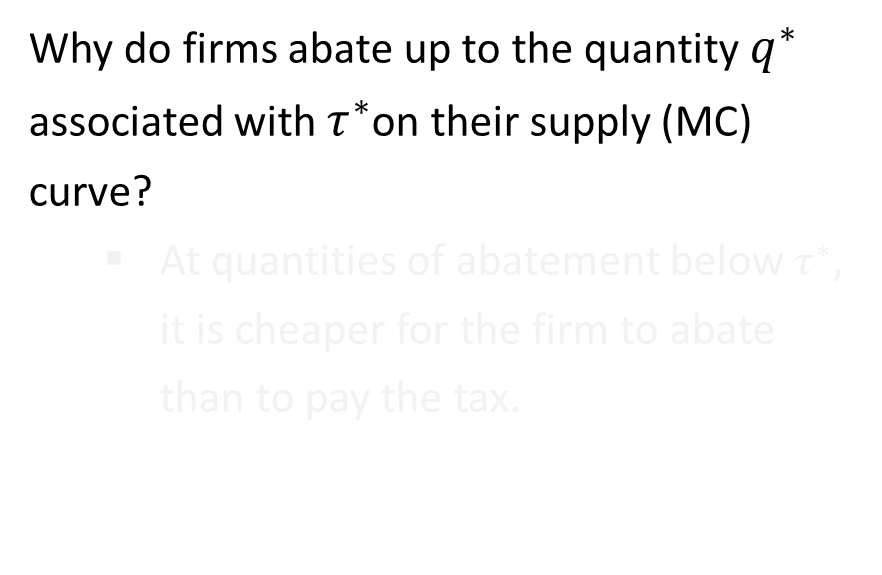 Why do firms abate up to the quantity 𝑞*
associated with 𝜏* on their supply (MC)
curve?
▪ At quantities of abatement below 𝜏*,
it is cheaper for the firm to abate
than to pay the tax.